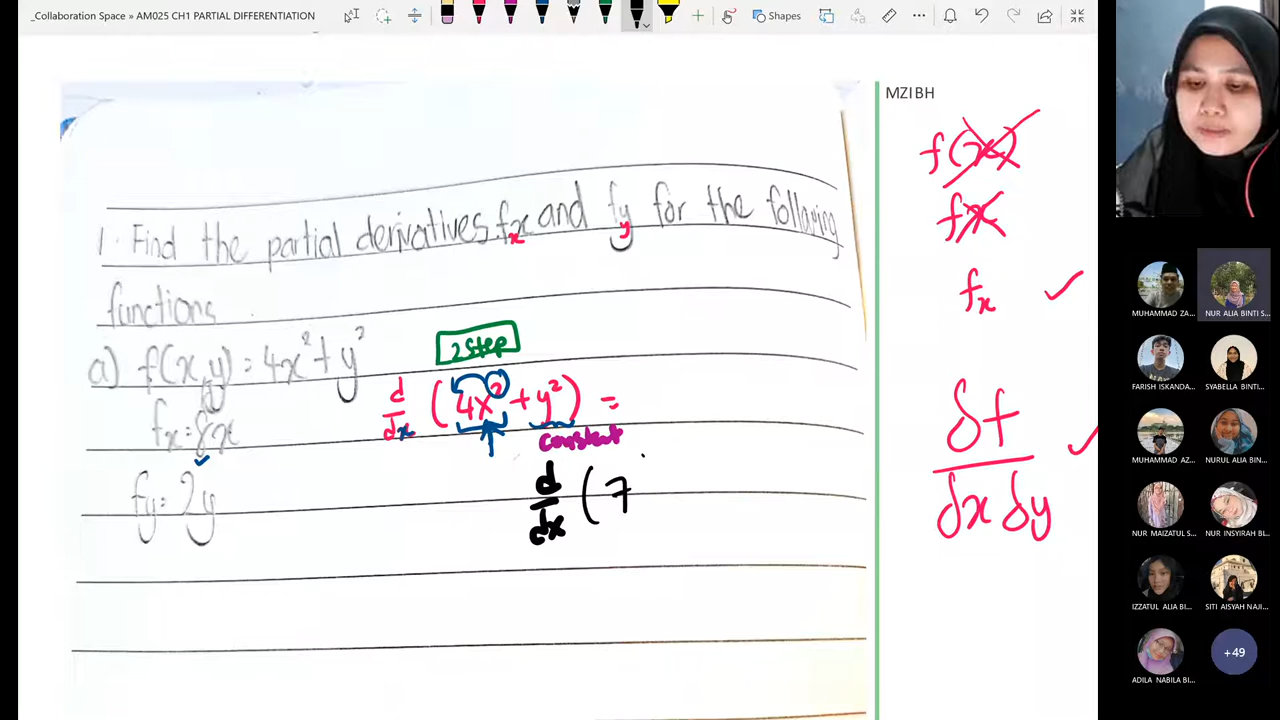 _Collaboration Space » AM025 CH1 PARTIAL DIFFERENTIATION
Shapes
1. Find the partial derivatives fx and fy for the following
x
y
functions
a) f(x,y) = 4x² + y²
fx = 8x
fy = 2y
2 step
d/dx (4x² + y²) =
constant
d/dx (7
MZIBH
f(x)
fx
fx ✓
δf/δx δy ✓
MUHAMMAD ZA...
NUR ALIA BINTI S...
FARISH ISKANDA...
SYABELLA BINTI...
MUHAMMAD AZ...
NURUL ALIA BIN...
NUR MAIZATUL S...
NUR INSYIRAH BI...
IZZATUL ALIA BI...
SITI AISYAH NAJI...
ADILA NABILA BI...
+49